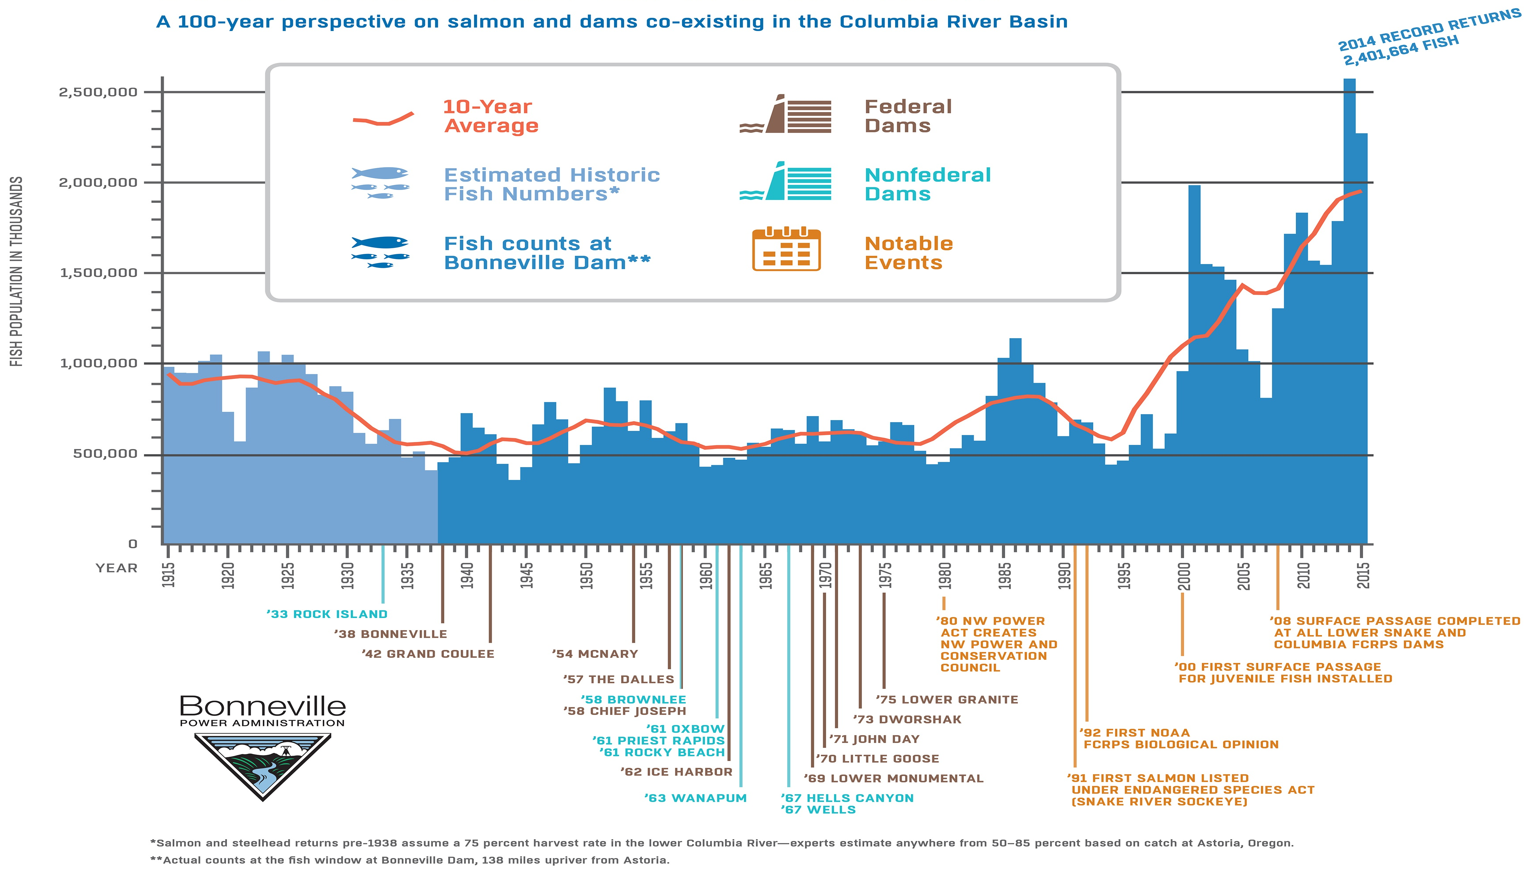 A 100-year perspective on salmon and dams co-existing in the Columbia River Basin
2014 RECORD RETURNS
2,401,664 FISH
10-Year
Average
Federal
Dams
Estimated Historic
Fish Numbers*
Nonfederal
Dams
Fish counts at
Bonneville Dam**
Notable
Events
FISH POPULATION IN THOUSANDS
2,500,000
2,000,000
1,500,000
1,000,000
500,000
0
YEAR
1915
1920
1925
1930
1935
1940
1945
1950
1955
1960
1965
1970
1975
1980
1985
1990
1995
2000
2005
2010
2015
'33 ROCK ISLAND
'38 BONNEVILLE
'42 GRAND COULEE
'54 MCNARY
'57 THE DALLES
'58 BROWNLEE
'58 CHIEF JOSEPH
'61 OXBOW
'61 PRIEST RAPIDS
'61 ROCKY BEACH
'62 ICE HARBOR
'63 WANAPUM
'67 HELLS CANYON
'67 WELLS
'69 LOWER MONUMENTAL
'70 LITTLE GOOSE
'71 JOHN DAY
'73 DWORSHAK
'75 LOWER GRANITE
'80 NW POWER
ACT CREATES
NW POWER AND
CONSERVATION
COUNCIL
'91 FIRST SALMON LISTED
UNDER ENDANGERED SPECIES ACT
(SNAKE RIVER SOCKEYE)
'92 FIRST NOAA
FCRPS BIOLOGICAL OPINION
'00 FIRST SURFACE PASSAGE
FOR JUVENILE FISH INSTALLED
'08 SURFACE PASSAGE COMPLETED
AT ALL LOWER SNAKE AND
COLUMBIA FCRPS DAMS
Bonneville
POWER ADMINISTRATION
*Salmon and steelhead returns pre-1938 assume a 75 percent harvest rate in the lower Columbia River—experts estimate anywhere from 50–85 percent based on catch at Astoria, Oregon.
**Actual counts at the fish window at Bonneville Dam, 138 miles upriver from Astoria.